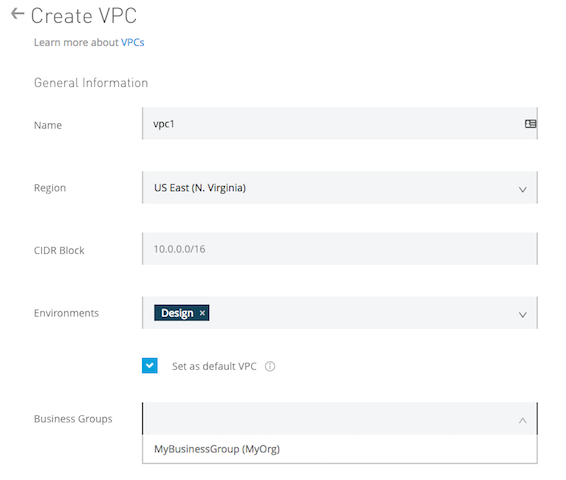 Create VPC
Learn more about VPCs
General Information
Name
vpc1
Region
US East (N. Virginia)
CIDR Block
10.0.0.0/16
Environments
Design ×
Set as default VPC
Business Groups
MyBusinessGroup (MyOrg)